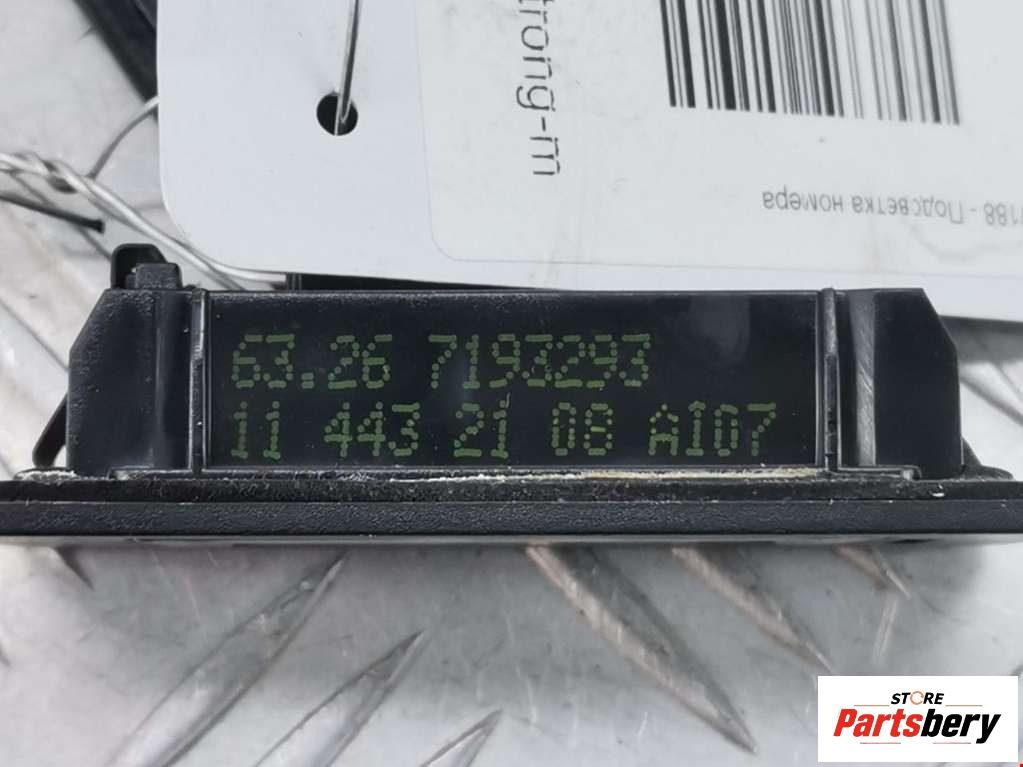 trong-m
188 - Подсветка номера
63.26 7193293
11 443 21 08 A107
STORE
Partsbery